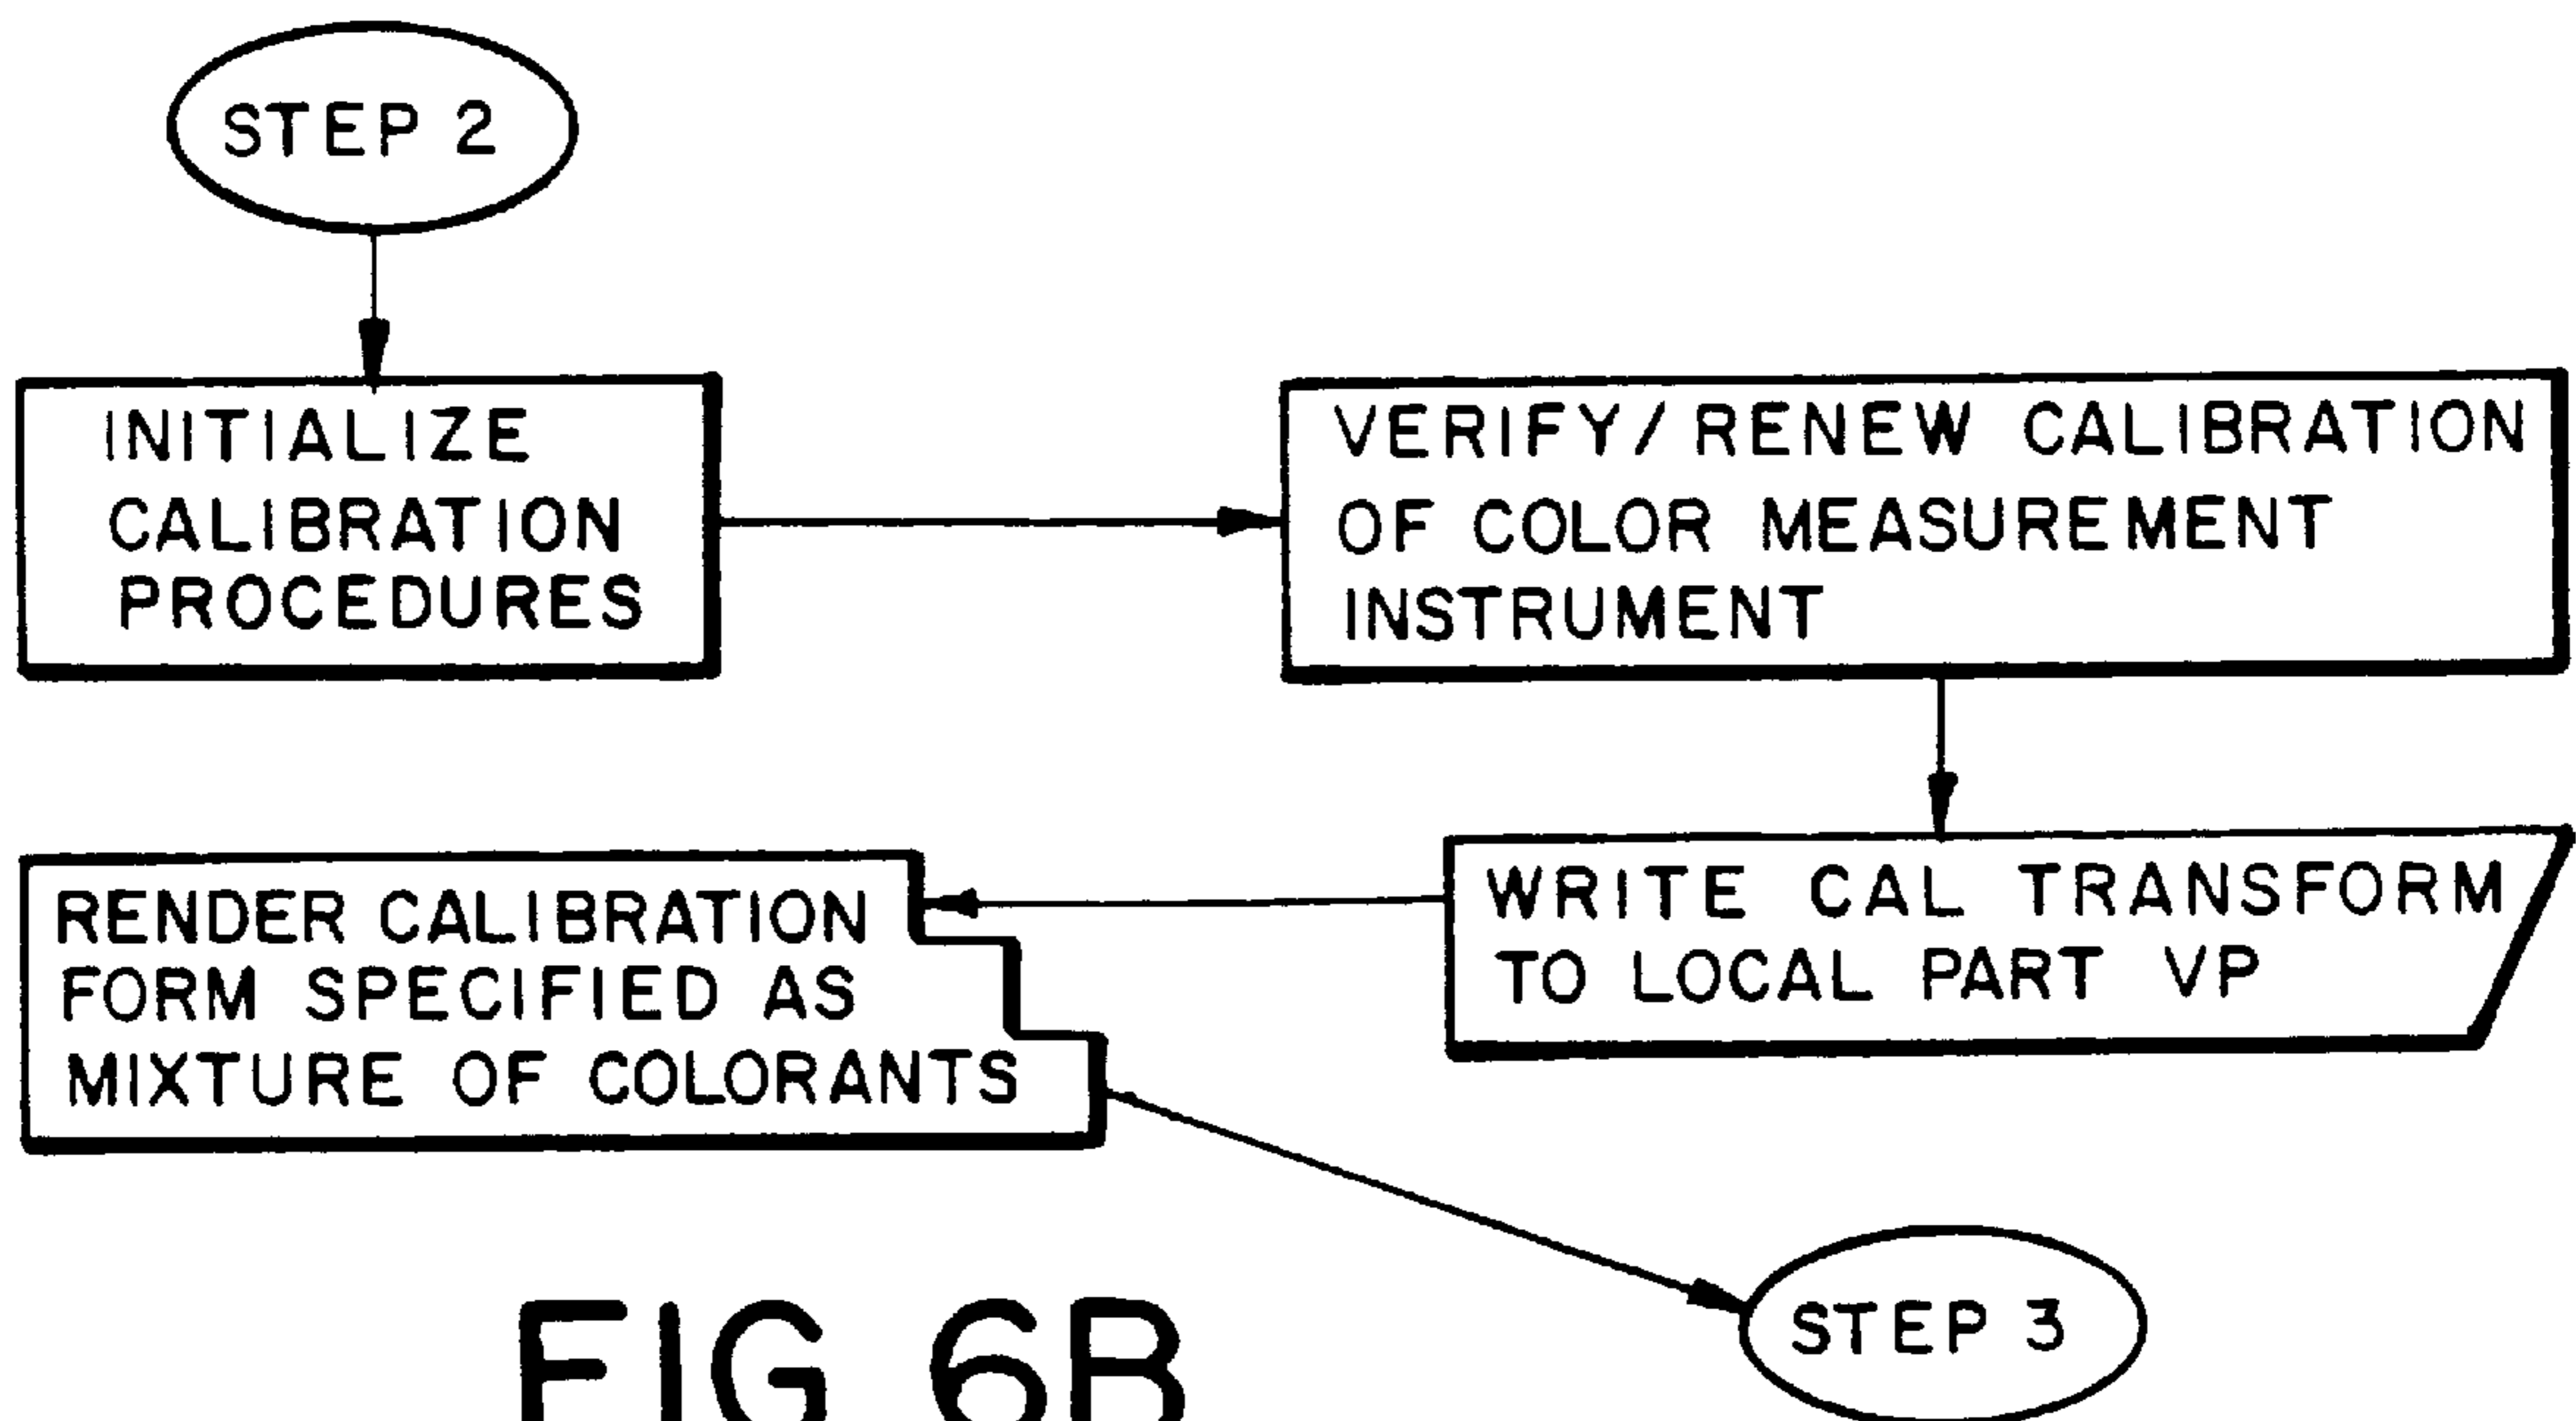 STEP 2
INITIALIZE
CALIBRATION
PROCEDURES
VERIFY/RENEW CALIBRATION
OF COLOR MEASUREMENT
INSTRUMENT
WRITE CAL TRANSFORM
TO LOCAL PART VP
RENDER CALIBRATION
FORM SPECIFIED AS
MIXTURE OF COLORANTS
STEP 3
FIG 6B